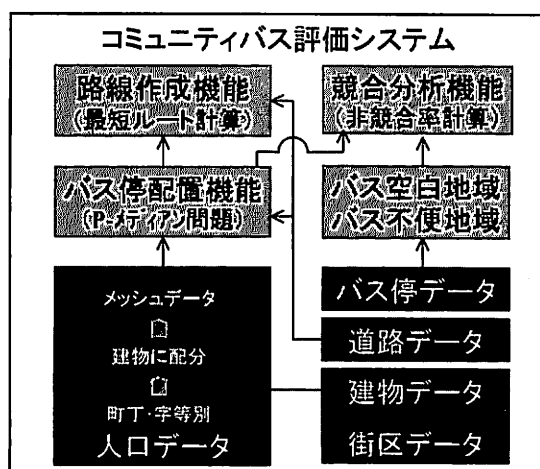 コミュニティバス評価システム
路線作成機能
(最短ルート計算)
競合分析機能
(非競合率計算)
バス停配置機能
(P-メディアン問題)
バス空白地域
バス不便地域
メッシュデータ
建物に配分
町丁・字等別
人口データ
バス停データ
道路データ
建物データ
街区データ